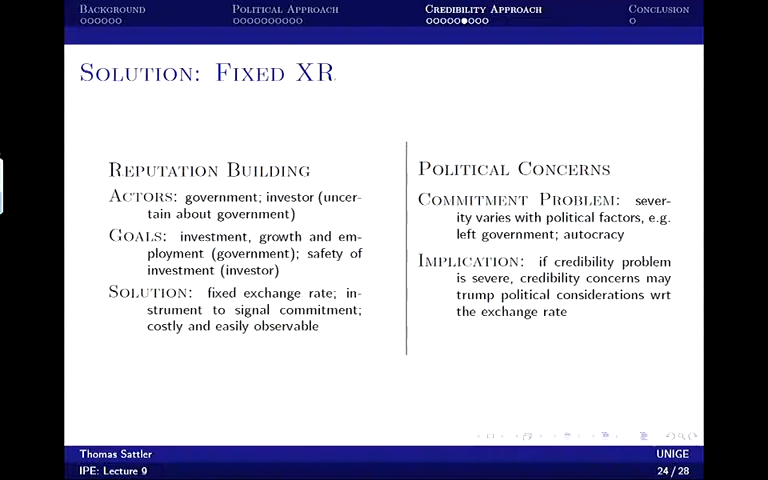 Background Political Approach Credibility Approach Conclusion
Solution: Fixed XR
Reputation Building
Actors: government; investor (uncer-
tain about government)
Goals: investment, growth and em-
ployment (government); safety of
investment (investor)
Solution: fixed exchange rate; in-
strument to signal commitment;
costly and easily observable
Political Concerns
Commitment Problem: sever-
ity varies with political factors, e.g.
left government; autocracy
Implication: if credibility problem
is severe, credibility concerns may
trump political considerations wrt
the exchange rate
Thomas Sattler UNIGE
IPE: Lecture 9 24 / 28